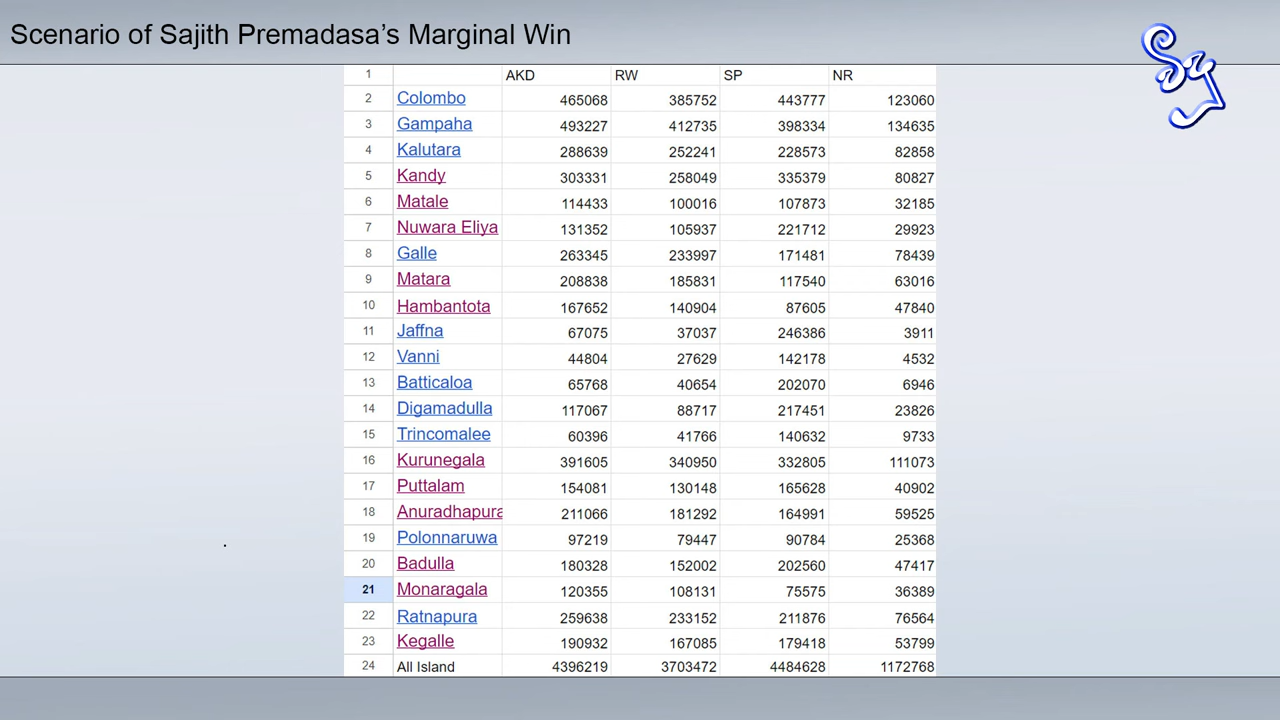 Scenario of Sajith Premadasa’s Marginal Win
1 AKD RW SP NR
2 Colombo 465068 385752 443777 123060
3 Gampaha 493227 412735 398334 134635
4 Kalutara 288639 252241 228573 82858
5 Kandy 303331 258049 335379 80827
6 Matale 114433 100016 107873 32185
7 Nuwara Eliya 131352 105937 221712 29923
8 Galle 263345 233997 171481 78439
9 Matara 208838 185831 117540 63016
10 Hambantota 167652 140904 87605 47840
11 Jaffna 67075 37037 246386 3911
12 Vanni 44804 27629 142178 4532
13 Batticaloa 65768 40654 202070 6946
14 Digamadulla 117067 88717 217451 23826
15 Trincomalee 60396 41766 140632 9733
16 Kurunegala 391605 340950 332805 111073
17 Puttalam 154081 130148 165628 40902
18 Anuradhapura 211066 181292 164991 59525
19 Polonnaruwa 97219 79447 90784 25368
20 Badulla 180328 152002 202560 47417
21 Monaragala 120355 108131 75575 36389
22 Ratnapura 259638 233152 211876 76564
23 Kegalle 190932 167085 179418 53799
24 All Island 4396219 3703472 4484628 1172768